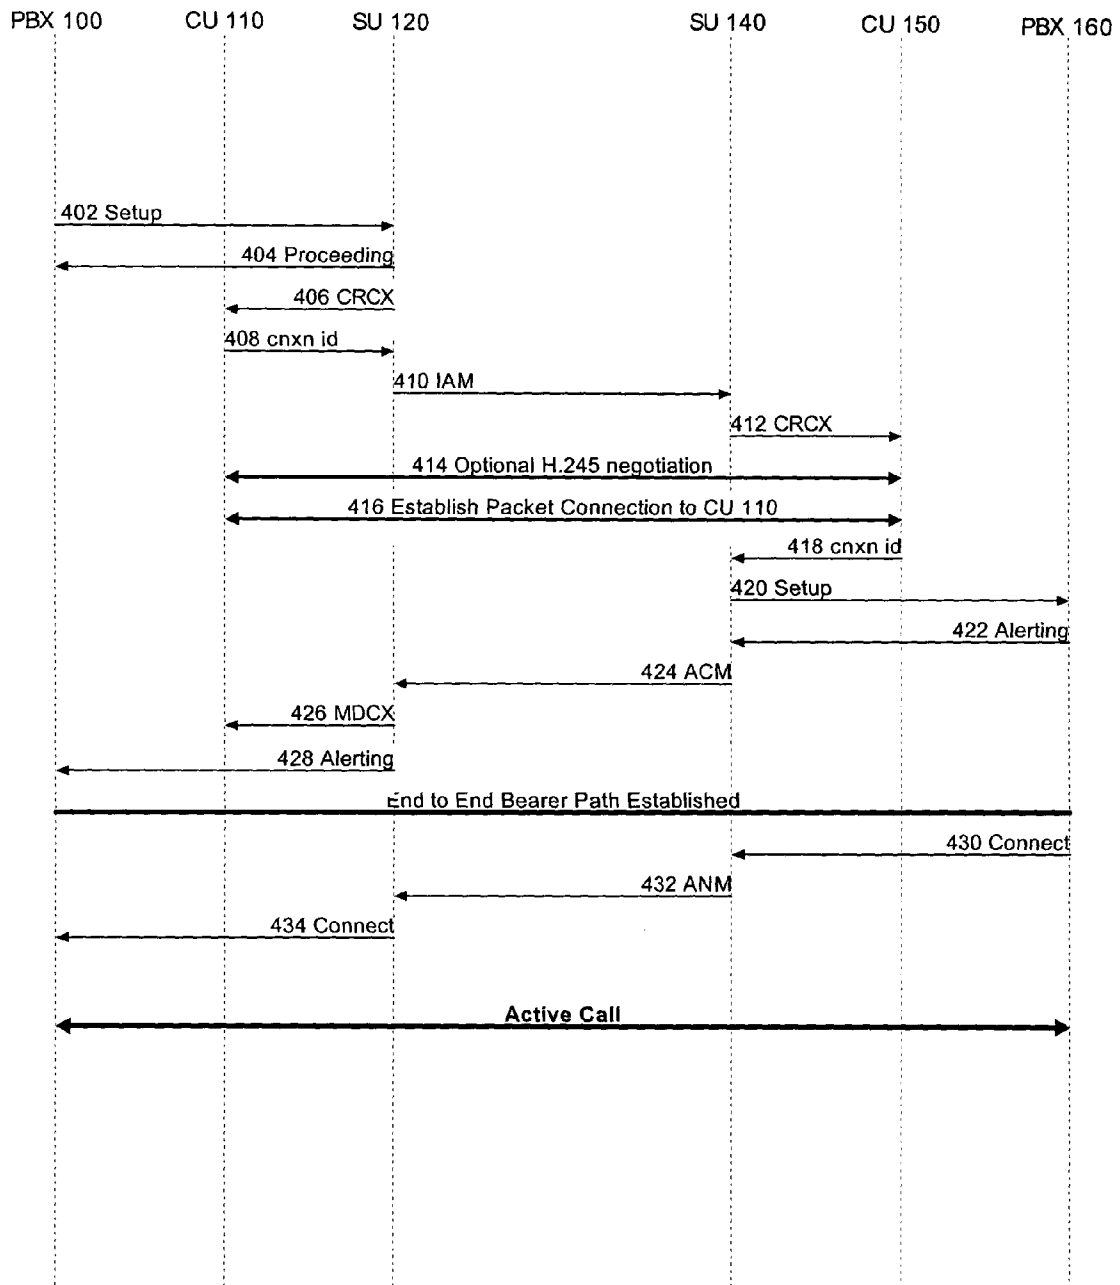 PBX 100 CU 110 SU 120 SU 140 CU 150 PBX 160
402 Setup
404 Proceeding
406 CRCX
408 cnxn id
410 IAM
412 CRCX
414 Optional H.245 negotiation
416 Establish Packet Connection to CU 110
418 cnxn id
420 Setup
422 Alerting
424 ACM
426 MDCX
428 Alerting
End to End Bearer Path Established
430 Connect
432 ANM
434 Connect
Active Call